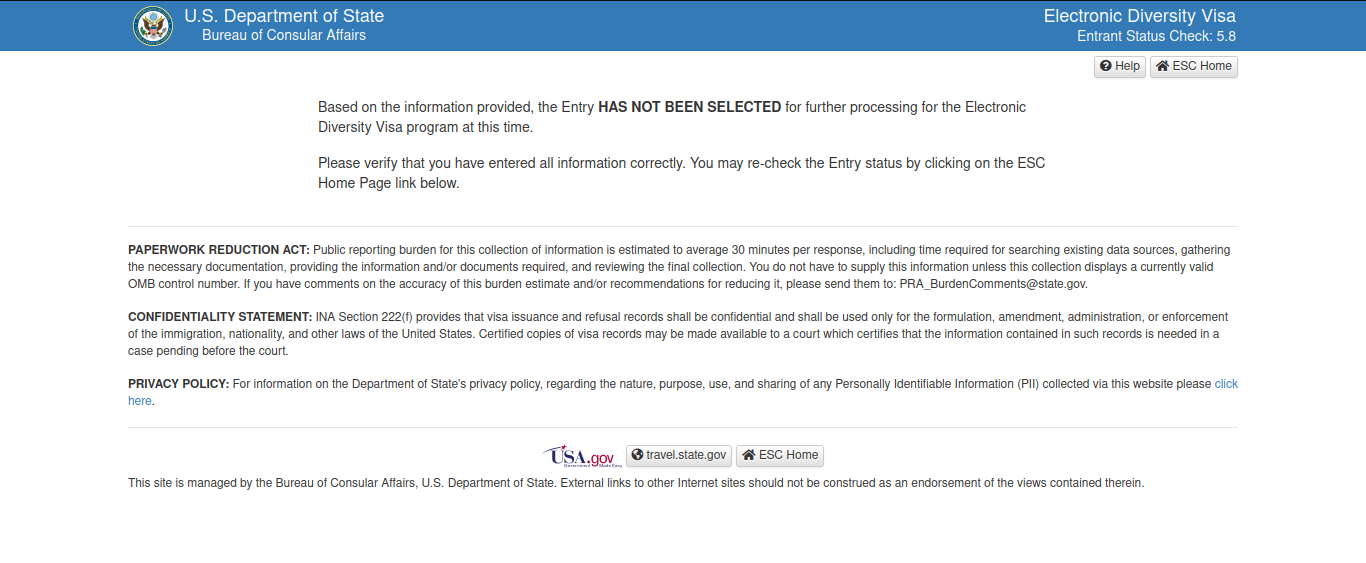 U.S. Department of State
Bureau of Consular Affairs
Electronic Diversity Visa
Entrant Status Check: 5.8
Help
ESC Home
Based on the information provided, the Entry HAS NOT BEEN SELECTED for further processing for the Electronic
Diversity Visa program at this time.
Please verify that you have entered all information correctly. You may re-check the Entry status by clicking on the ESC
Home Page link below.
PAPERWORK REDUCTION ACT: Public reporting burden for this collection of information is estimated to average 30 minutes per response, including time required for searching existing data sources, gathering
the necessary documentation, providing the information and/or documents required, and reviewing the final collection. You do not have to supply this information unless this collection displays a currently valid
OMB control number. If you have comments on the accuracy of this burden estimate and/or recommendations for reducing it, please send them to: PRA_BurdenComments@state.gov.
CONFIDENTIALITY STATEMENT: INA Section 222(f) provides that visa issuance and refusal records shall be confidential and shall be used only for the formulation, amendment, administration, or enforcement
of the immigration, nationality, and other laws of the United States. Certified copies of visa records may be made available to a court which certifies that the information contained in such records is needed in a
case pending before the court.
PRIVACY POLICY: For information on the Department of State's privacy policy, regarding the nature, purpose, use, and sharing of any Personally Identifiable Information (PII) collected via this website please click
here.
USA.gov
Government Made Easy
travel.state.gov
ESC Home
This site is managed by the Bureau of Consular Affairs, U.S. Department of State. External links to other Internet sites should not be construed as an endorsement of the views contained therein.